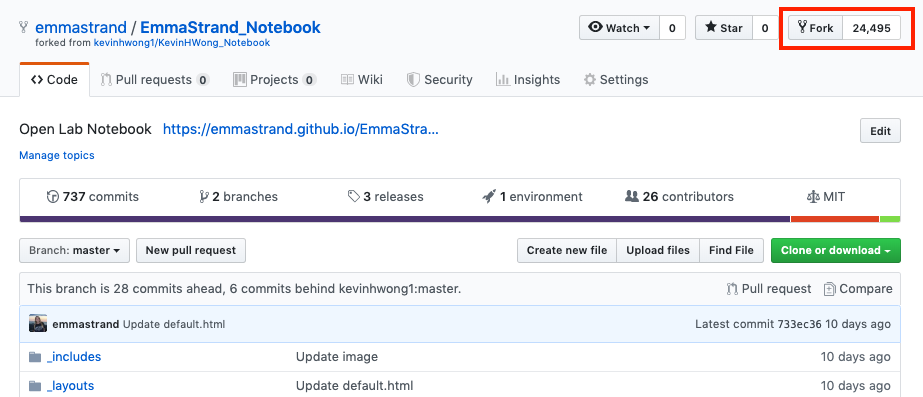 emmastrand / EmmaStrand_Notebook
forked from kevinhwong1/KevinHWong_Notebook
Watch 0 Star 0 Fork 24,495
Code Pull requests 0 Projects 0 Wiki Security Insights Settings
Open Lab Notebook https://emmastrand.github.io/EmmaStra...
Edit
Manage topics
737 commits 2 branches 3 releases 1 environment 26 contributors MIT
Branch: master New pull request Create new file Upload files Find File Clone or download
This branch is 28 commits ahead, 6 commits behind kevinhwong1:master. Pull request Compare
emmastrand Update default.html Latest commit 733ec36 10 days ago
_includes Update image 10 days ago
_layouts Update default.html 10 days ago